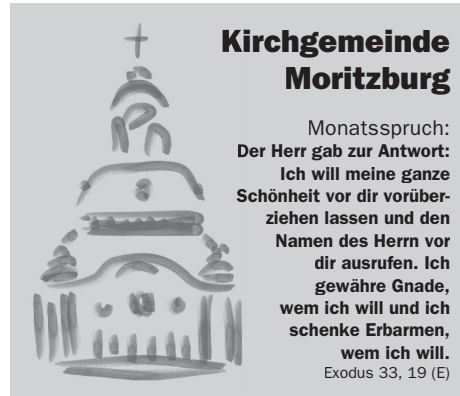 Kirchgemeinde
Moritzburg
Monatsspruch:
Der Herr gab zur Antwort:
Ich will meine ganze
Schönheit vor dir vorüber-
ziehen lassen und den
Namen des Herrn vor
dir ausrufen. Ich
gewähre Gnade,
wem ich will und ich
schenke Erbarmen,
wem ich will.
Exodus 33, 19 (E)